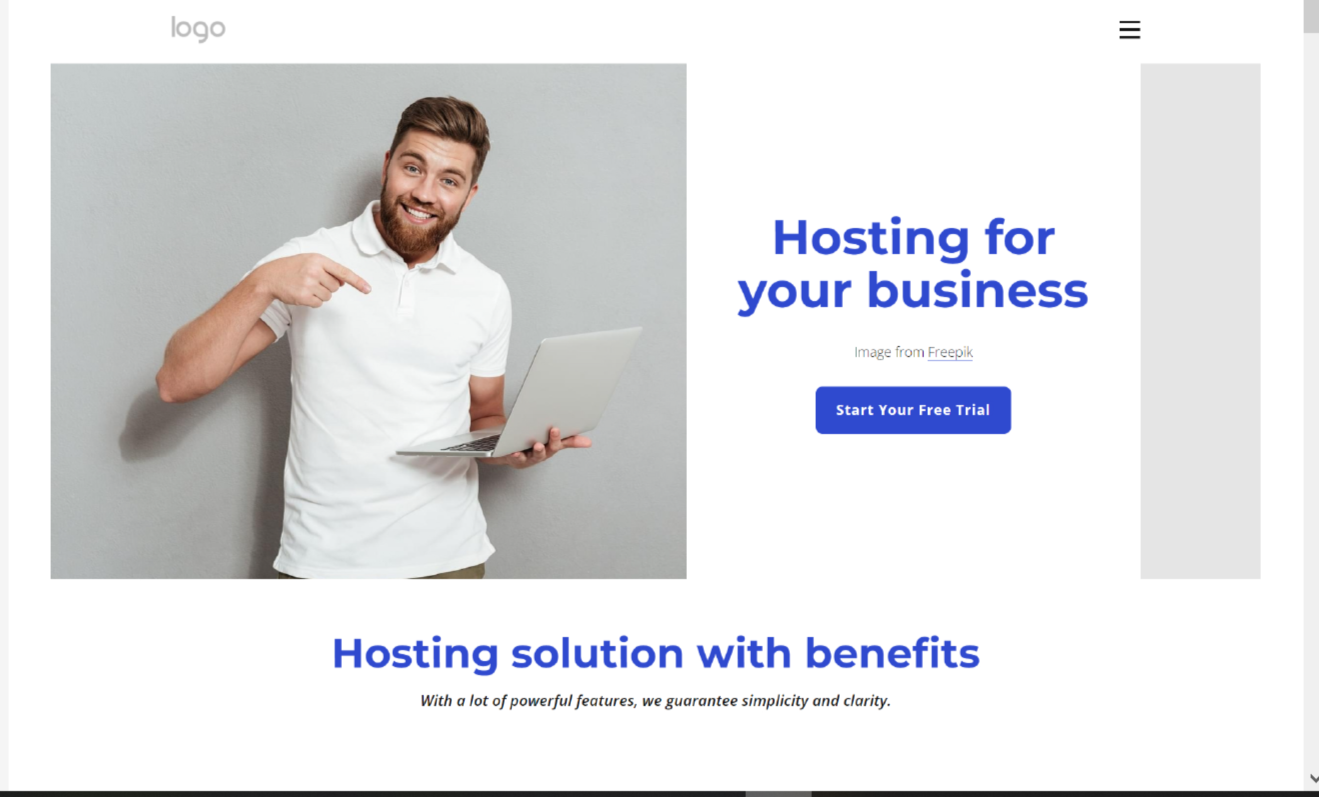 logo
Hosting for
your business
Image from Freepik
Start Your Free Trial
Hosting solution with benefits
With a lot of powerful features, we guarantee simplicity and clarity.